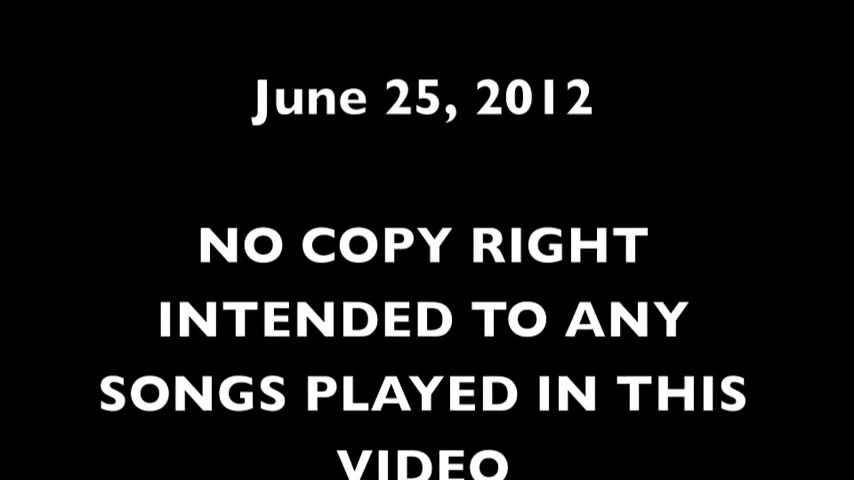 June 25, 2012
NO COPY RIGHT
INTENDED TO ANY
SONGS PLAYED IN THIS
VIDEO